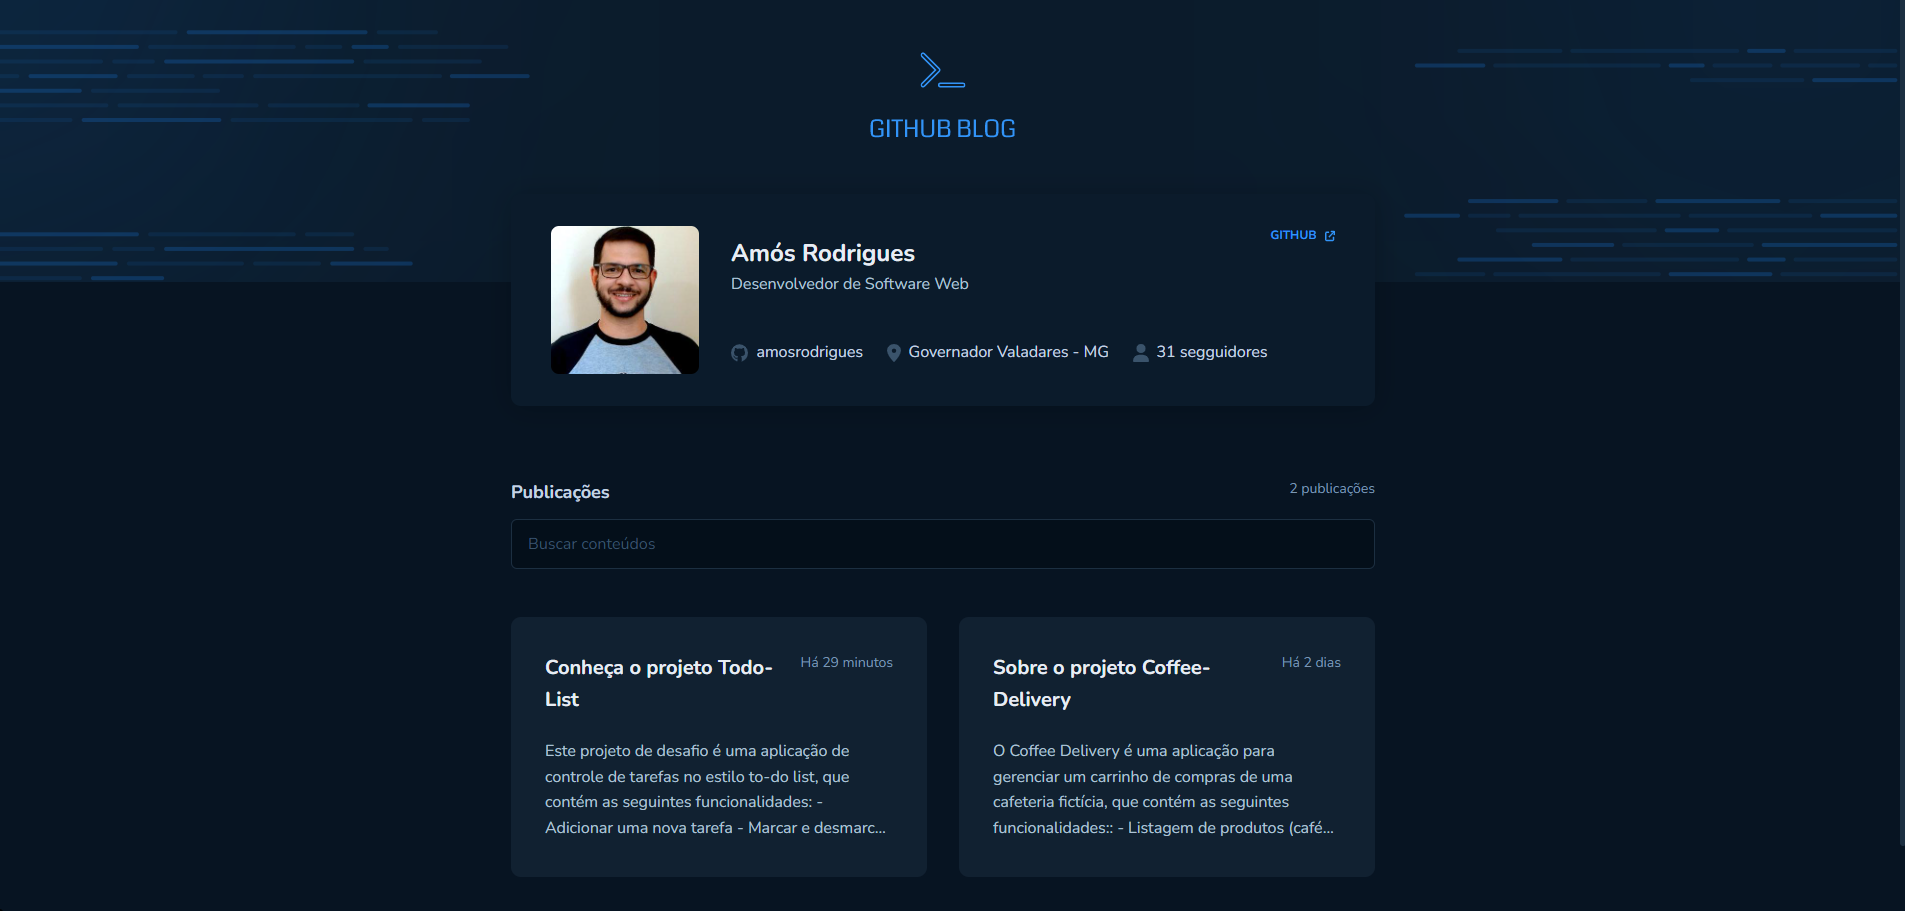 GITHUB BLOG
GITHUB
Amós Rodrigues
Desenvolvedor de Software Web
amosrodrigues
Governador Valadares - MG
31 segguidores
Publicações
2 publicações
Buscar conteúdos
Conheça o projeto Todo-
List
Há 29 minutos
Este projeto de desafio é uma aplicação de
controle de tarefas no estilo to-do list, que
contém as seguintes funcionalidades: -
Adicionar uma nova tarefa - Marcar e desmarc...
Sobre o projeto Coffee-
Delivery
Há 2 dias
O Coffee Delivery é uma aplicação para
gerenciar um carrinho de compras de uma
cafeteria fictícia, que contém as seguintes
funcionalidades:: - Listagem de produtos (café...